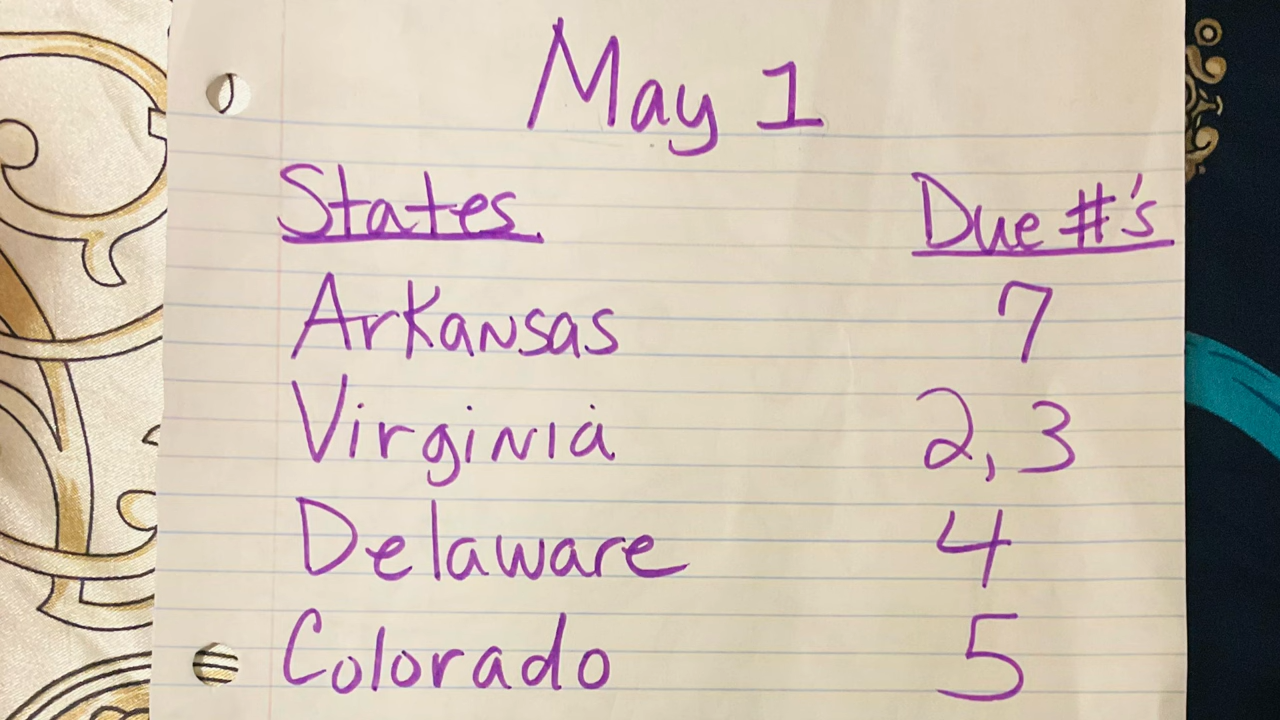 May 1
States Due #'s
Arkansas 7
Virginia 2, 3
Delaware 4
Colorado 5